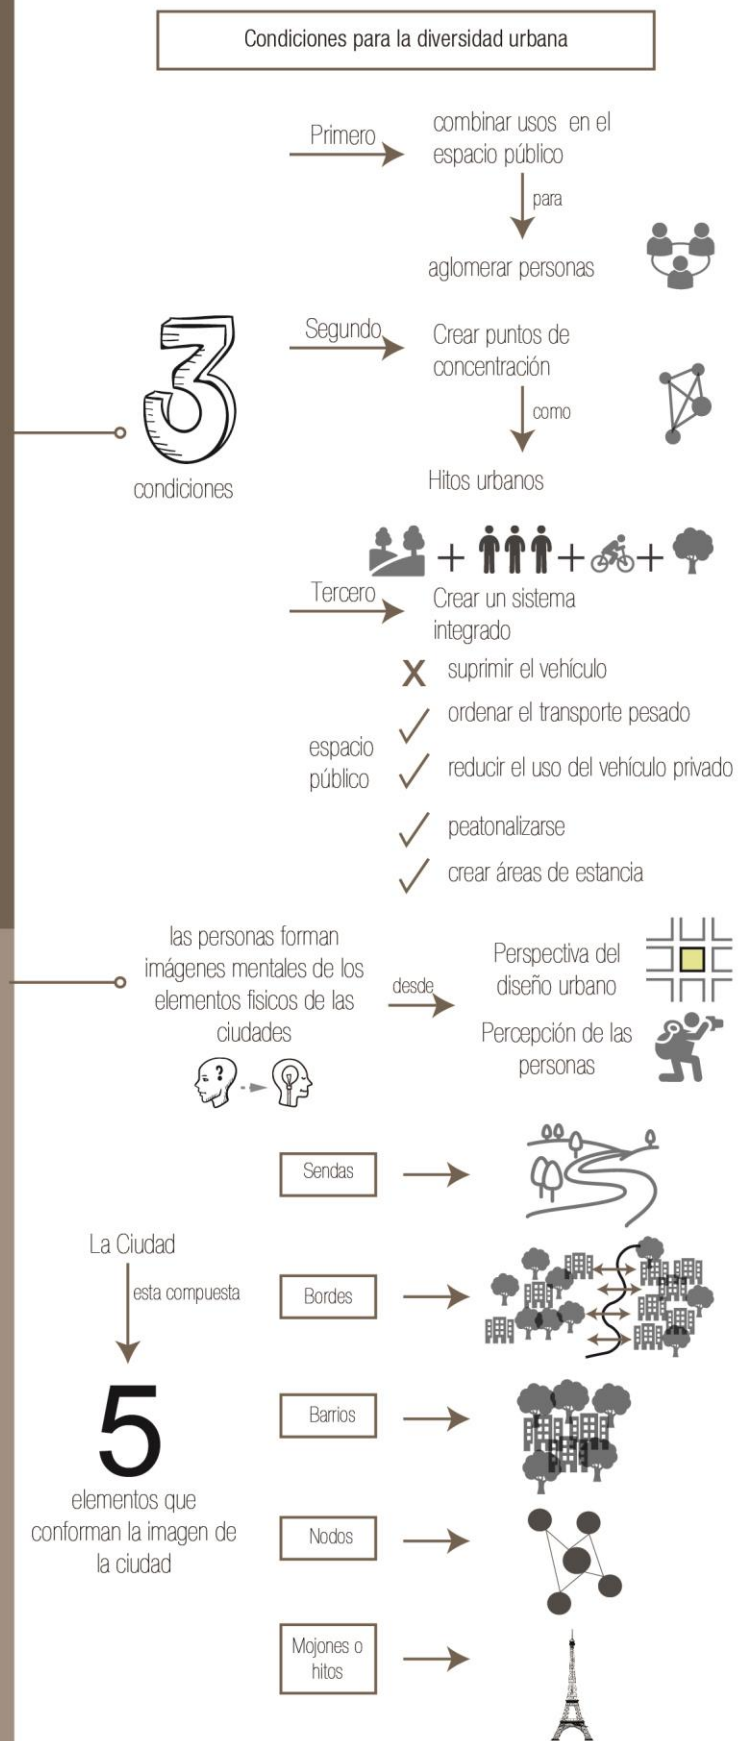 Condiciones para la diversidad urbana
Primero
combinar usos en el
espacio público
para
aglomerar personas
3
condiciones
Segundo
Crear puntos de
concentración
como
Hitos urbanos
+ + +
Tercero
Crear un sistema
integrado
espacio
público
X suprimir el vehículo
✓ ordenar el transporte pesado
✓ reducir el uso del vehículo privado
✓ peatonalizarse
✓ crear áreas de estancia
las personas forman
imágenes mentales de los
elementos fisicos de las
ciudades
?
desde
Perspectiva del
diseño urbano
Percepción de las
personas
La Ciudad
esta compuesta
5
elementos que
conforman la imagen de
la ciudad
Sendas
Bordes
Barrios
Nodos
Mojones o
hitos